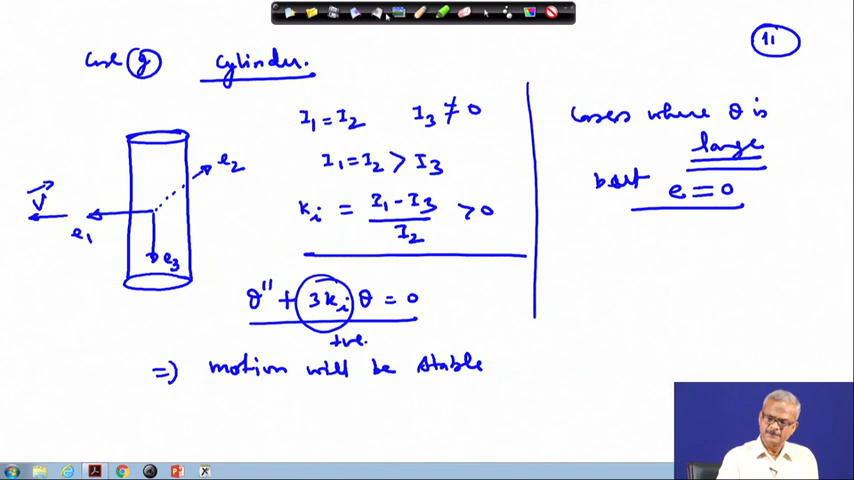 11
Case (g) Cylinder.
I₁ = I₂ I₃ ≠ 0
I₁ = I₂ > I₃
kᵢ = (I₁ - I₃) / I₂ > 0
e₂
V
e₁
e₃
θ'' + 3kᵢ θ = 0
+ve.
=) motion will be stable
Cases where θ is
large
but e = 0